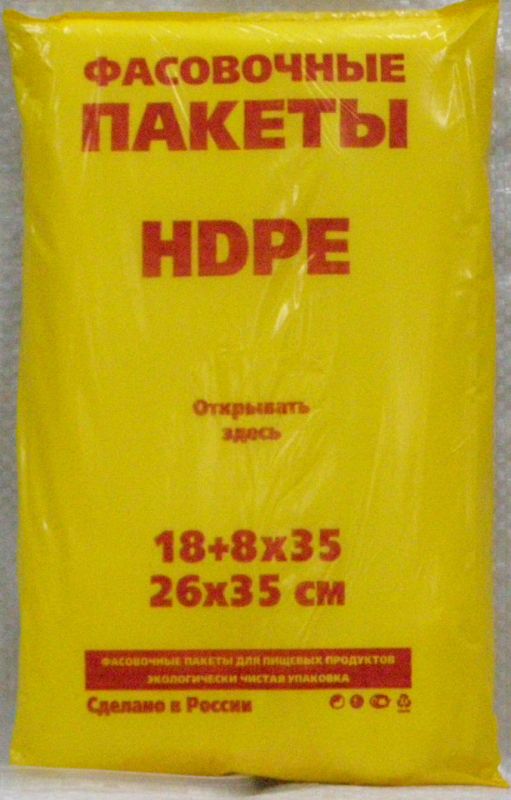 ФАСОВОЧНЫЕ
ПАКЕТЫ
HDPE
Открывать
здесь
18+8x35
26x35 см
ФАСОВОЧНЫЕ ПАКЕТЫ ДЛЯ ПИЩЕВЫХ ПРОДУКТОВ
ЭКОЛОГИЧЕСКИ ЧИСТАЯ УПАКОВКА
Сделано в России